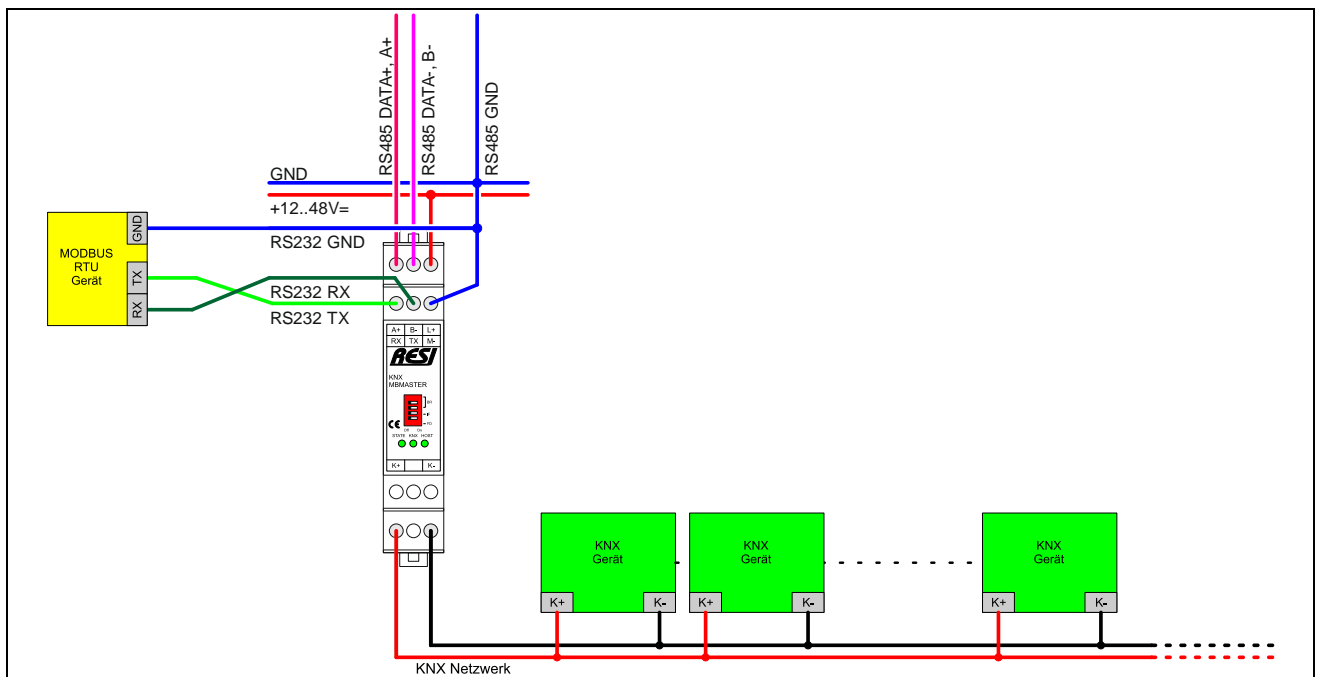 RS485 DATA+, A+
RS485 DATA-, B-
RS485 GND
GND
+12..48V=
RS232 GND
RS232 RX
RS232 TX
MODBUS
RTU
Gerät
GND
TX
RX
A+ B- L+
RX TX M-
RESI
KNX
MBMASTER
CE
Off On
STATE KNX HOST
K+ K-
KNX
Gerät
K+ K-
KNX
Gerät
K+ K-
KNX
Gerät
K+ K-
KNX Netzwerk